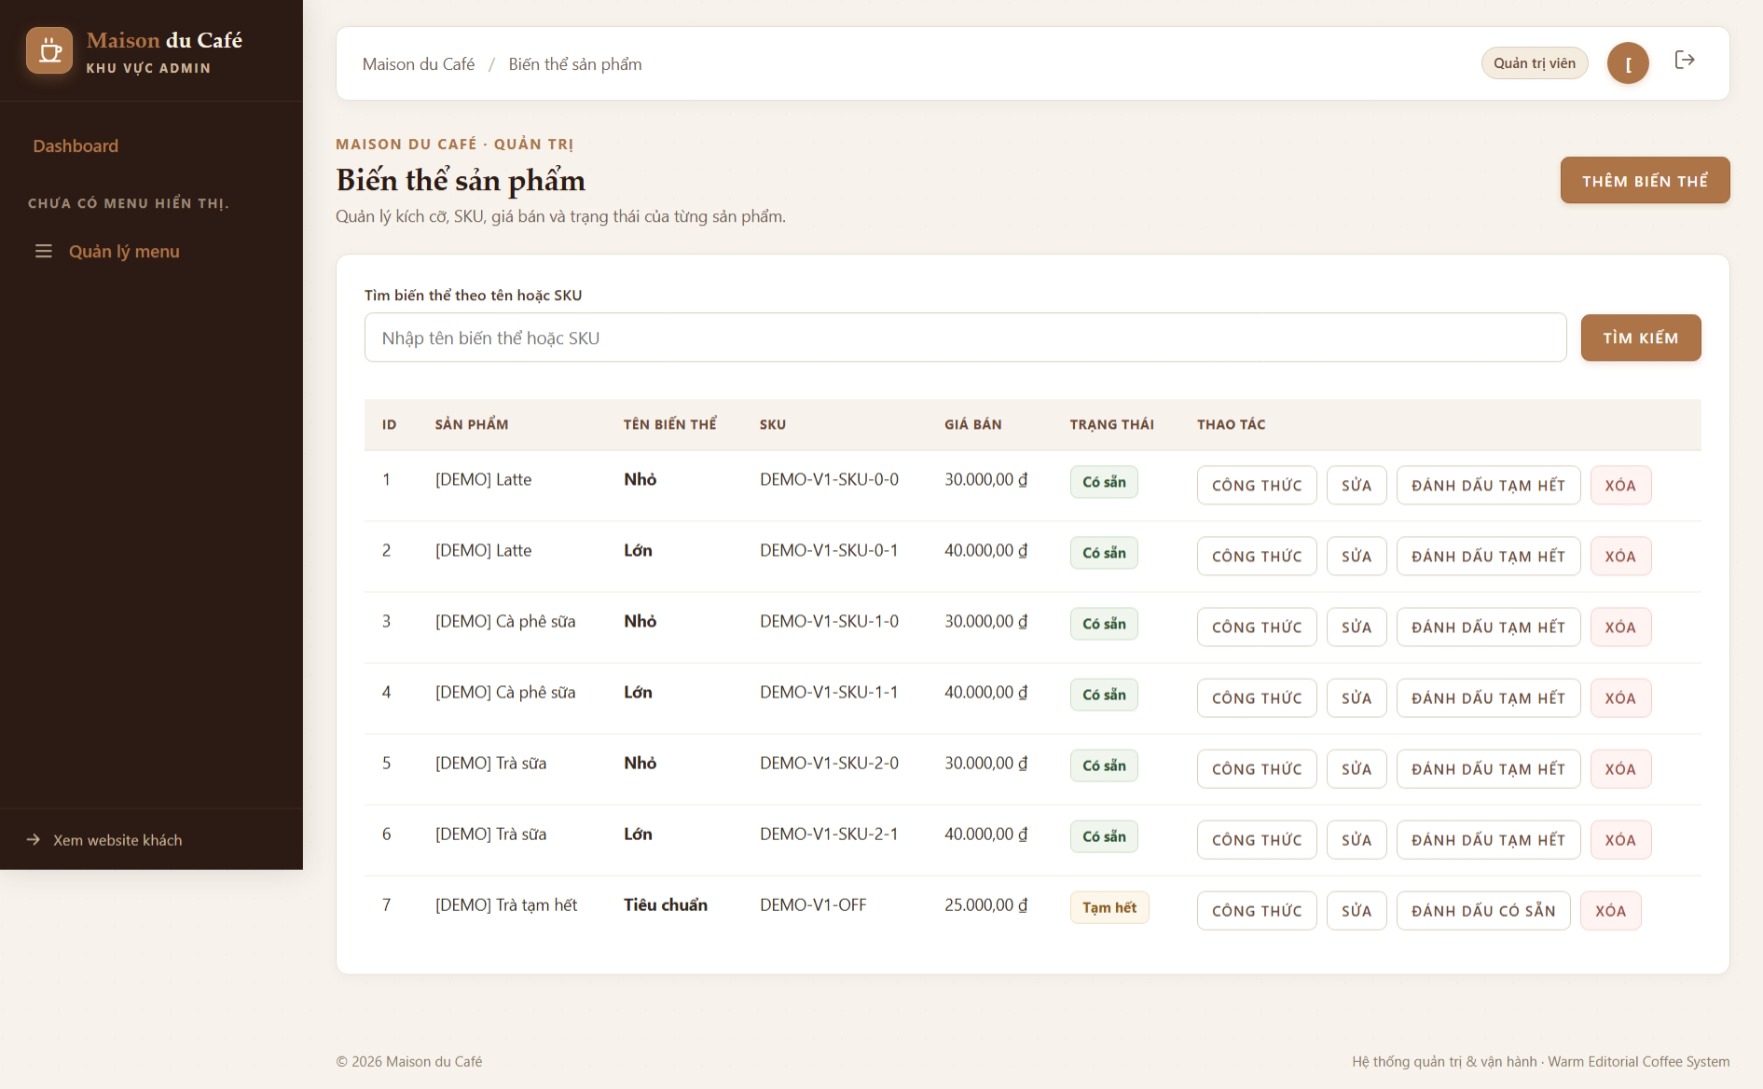 Maison du Café
KHU VỰC ADMIN
Dashboard
CHƯA CÓ MENU HIỂN THỊ.
Quản lý menu
Xem website khách
Maison du Café / Biến thể sản phẩm
Quản trị viên
[
MAISON DU CAFÉ · QUẢN TRỊ
Biến thể sản phẩm
Quản lý kích cỡ, SKU, giá bán và trạng thái của từng sản phẩm.
THÊM BIẾN THỂ
Tìm biến thể theo tên hoặc SKU
Nhập tên biến thể hoặc SKU
TÌM KIẾM
ID SẢN PHẨM TÊN BIẾN THỂ SKU GIÁ BÁN TRẠNG THÁI THAO TÁC
1 [DEMO] Latte Nhỏ DEMO-V1-SKU-0-0 30.000,00 ₫ Có sẵn CÔNG THỨC SỬA ĐÁNH DẤU TẠM HẾT XÓA
2 [DEMO] Latte Lớn DEMO-V1-SKU-0-1 40.000,00 ₫ Có sẵn CÔNG THỨC SỬA ĐÁNH DẤU TẠM HẾT XÓA
3 [DEMO] Cà phê sữa Nhỏ DEMO-V1-SKU-1-0 30.000,00 ₫ Có sẵn CÔNG THỨC SỬA ĐÁNH DẤU TẠM HẾT XÓA
4 [DEMO] Cà phê sữa Lớn DEMO-V1-SKU-1-1 40.000,00 ₫ Có sẵn CÔNG THỨC SỬA ĐÁNH DẤU TẠM HẾT XÓA
5 [DEMO] Trà sữa Nhỏ DEMO-V1-SKU-2-0 30.000,00 ₫ Có sẵn CÔNG THỨC SỬA ĐÁNH DẤU TẠM HẾT XÓA
6 [DEMO] Trà sữa Lớn DEMO-V1-SKU-2-1 40.000,00 ₫ Có sẵn CÔNG THỨC SỬA ĐÁNH DẤU TẠM HẾT XÓA
7 [DEMO] Trà tạm hết Tiêu chuẩn DEMO-V1-OFF 25.000,00 ₫ Tạm hết CÔNG THỨC SỬA ĐÁNH DẤU CÓ SẴN XÓA
© 2026 Maison du Café
Hệ thống quản trị & vận hành · Warm Editorial Coffee System